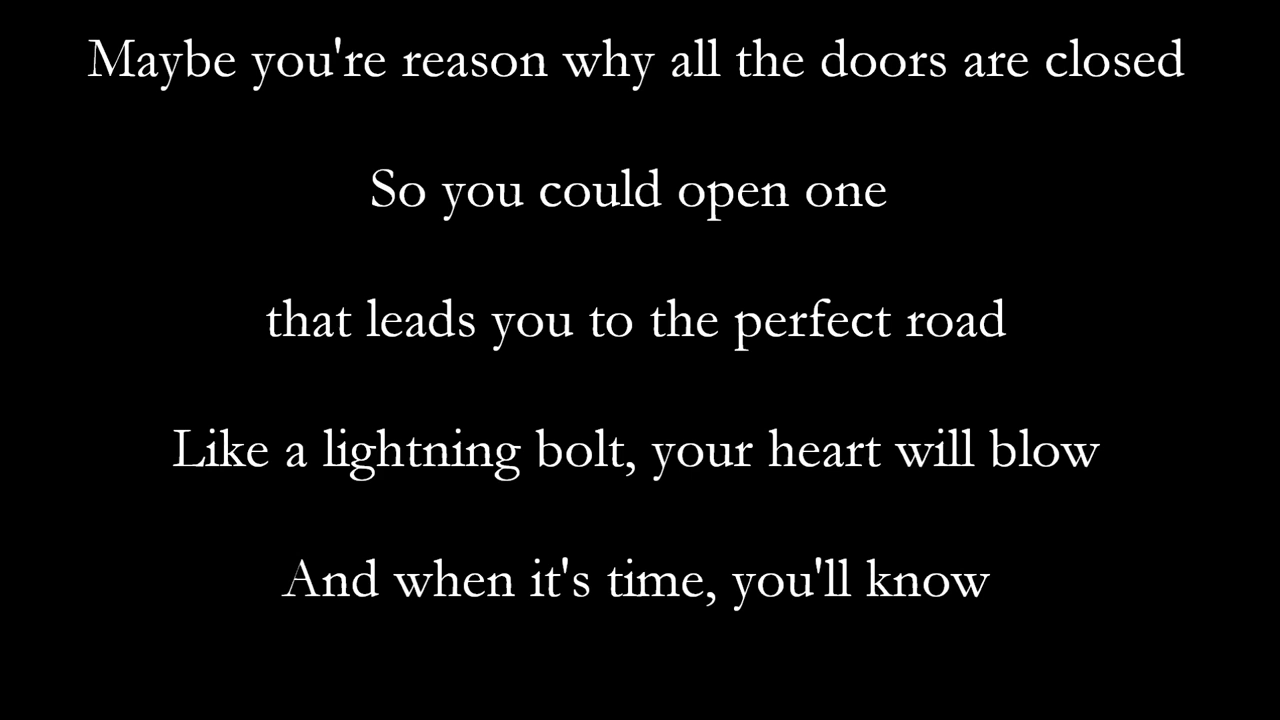 Maybe you're reason why all the doors are closed
So you could open one
that leads you to the perfect road
Like a lightning bolt, your heart will blow
And when it's time, you'll know